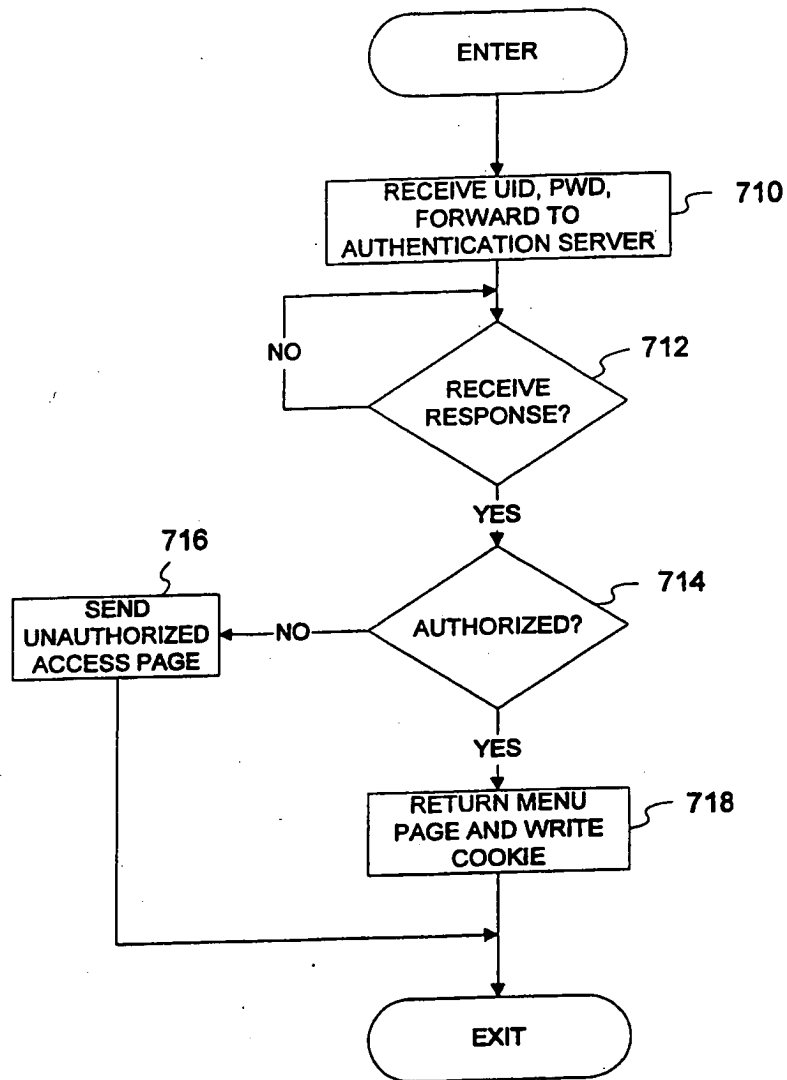 ENTER
RECEIVE UID, PWD,
FORWARD TO
AUTHENTICATION SERVER
710
NO
712
RECEIVE
RESPONSE?
YES
716
714
SEND
UNAUTHORIZED
ACCESS PAGE
NO
AUTHORIZED?
YES
RETURN MENU
PAGE AND WRITE
COOKIE
718
EXIT